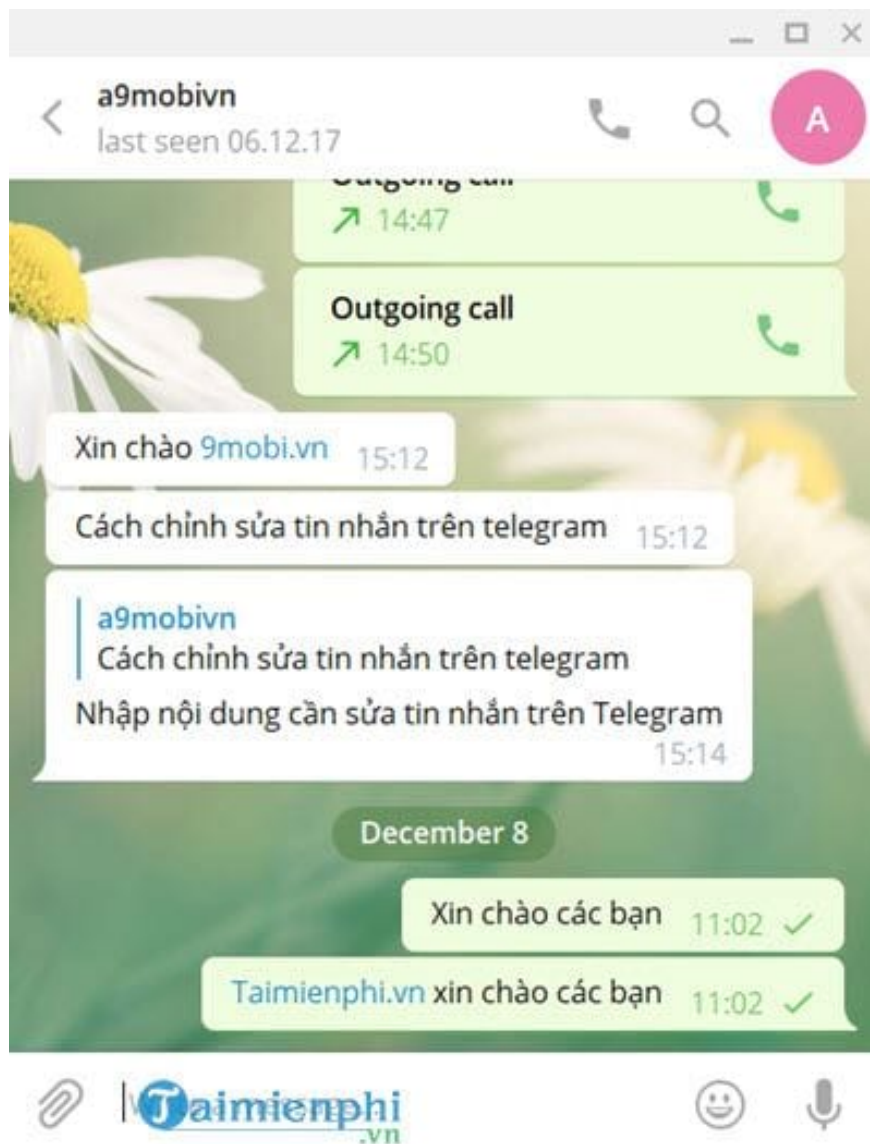 a9mobivn
last seen 06.12.17
A
Outgoing call
14:47
Outgoing call
14:50
Xin chào 9mobi.vn 15:12
Cách chỉnh sửa tin nhắn trên telegram 15:12
a9mobivn
Cách chỉnh sửa tin nhắn trên telegram
Nhập nội dung cần sửa tin nhắn trên Telegram
15:14
December 8
Xin chào các bạn 11:02
Taimienphi.vn xin chào các bạn 11:02
Taimienphi
.vn